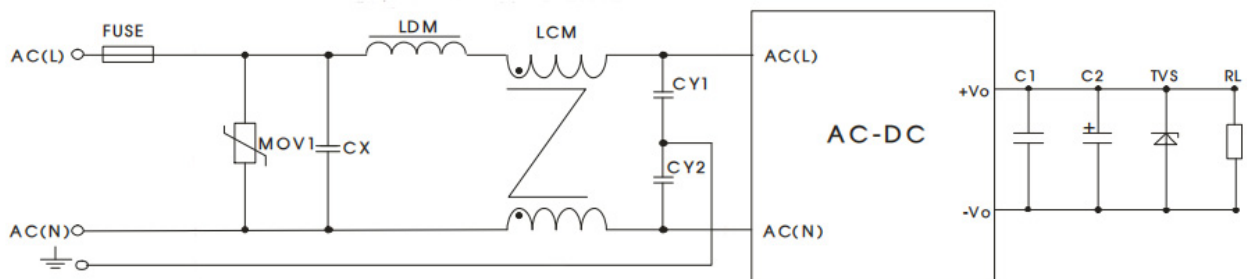 FUSE
LDM
LCM
AC(L)
AC(L)
CY1
C1
C2
TVS
RL
+Vo
MOV1
CX
AC-DC
+
CY2
-Vo
AC(N)
AC(N)